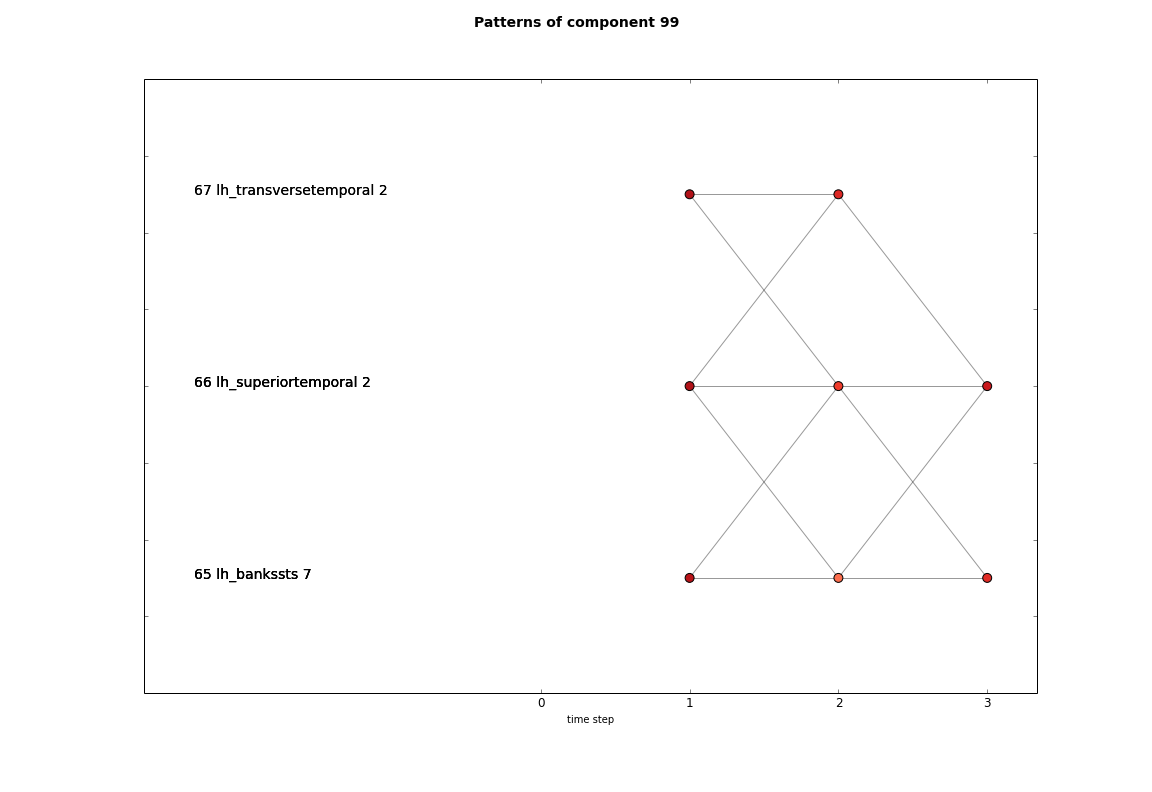 Patterns of component 99
67 lh_transversetemporal 2
66 lh_superiortemporal 2
65 lh_bankssts 7
0 1 2 3
time step